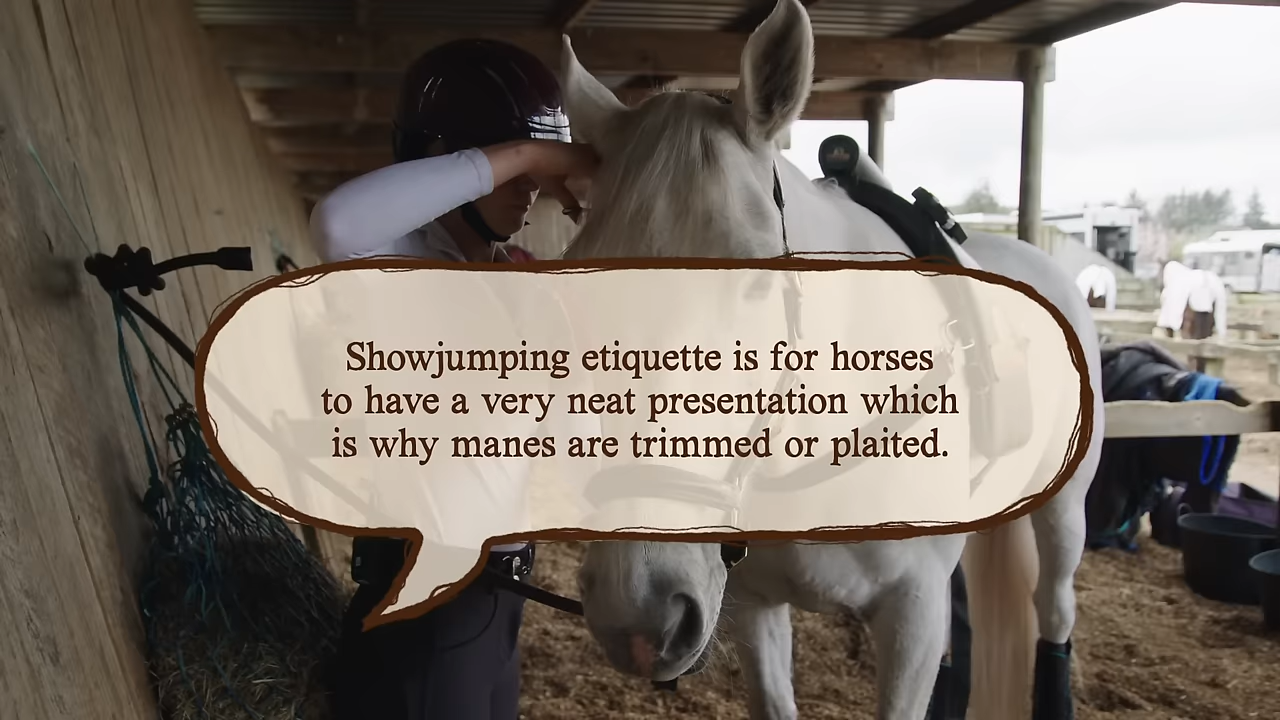 Showjumping etiquette is for horses
to have a very neat presentation which
is why manes are trimmed or plaited.